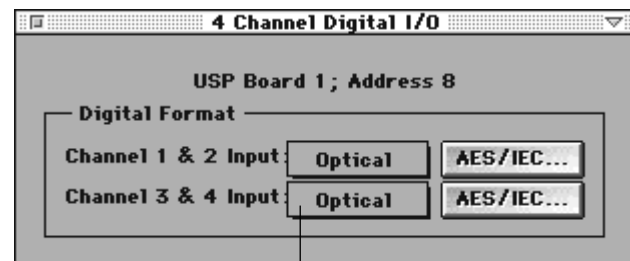 4 Channel Digital I/O
USP Board 1; Address 8
Digital Format
Channel 1 & 2 Input: Optical AES/IEC...
Channel 3 & 4 Input: Optical AES/IEC...